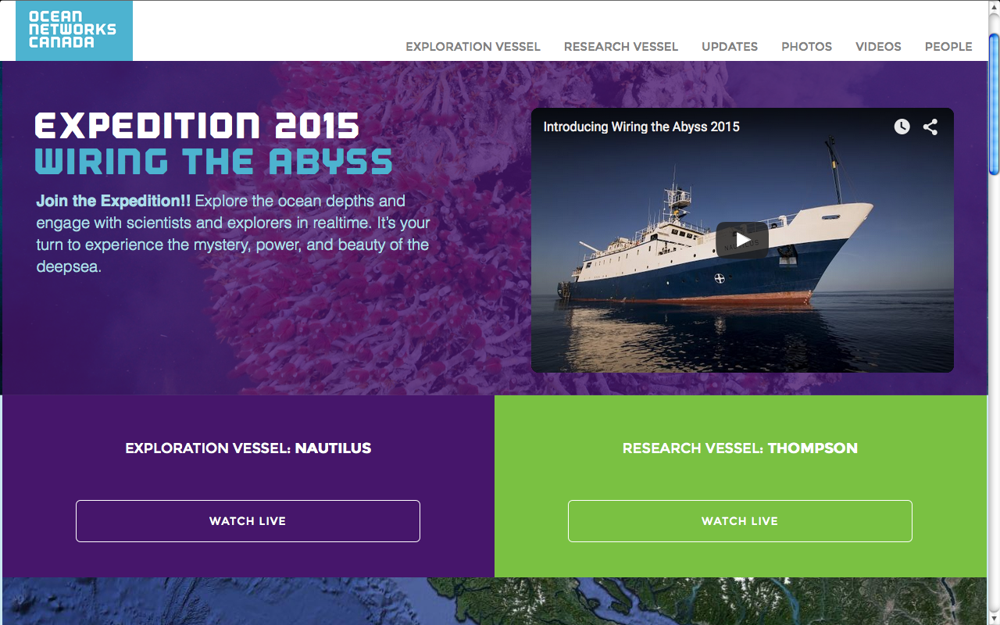 OCEAN
NETWORKS
CANADA
EXPLORATION VESSEL RESEARCH VESSEL UPDATES PHOTOS VIDEOS PEOPLE
EXPEDITION 2015
WIRING THE ABYSS
Join the Expedition!! Explore the ocean depths and
engage with scientists and explorers in realtime. It's your
turn to experience the mystery, power, and beauty of the
deepsea.
Introducing Wiring the Abyss 2015
NAUTILUS
EXPLORATION VESSEL: NAUTILUS
WATCH LIVE
RESEARCH VESSEL: THOMPSON
WATCH LIVE